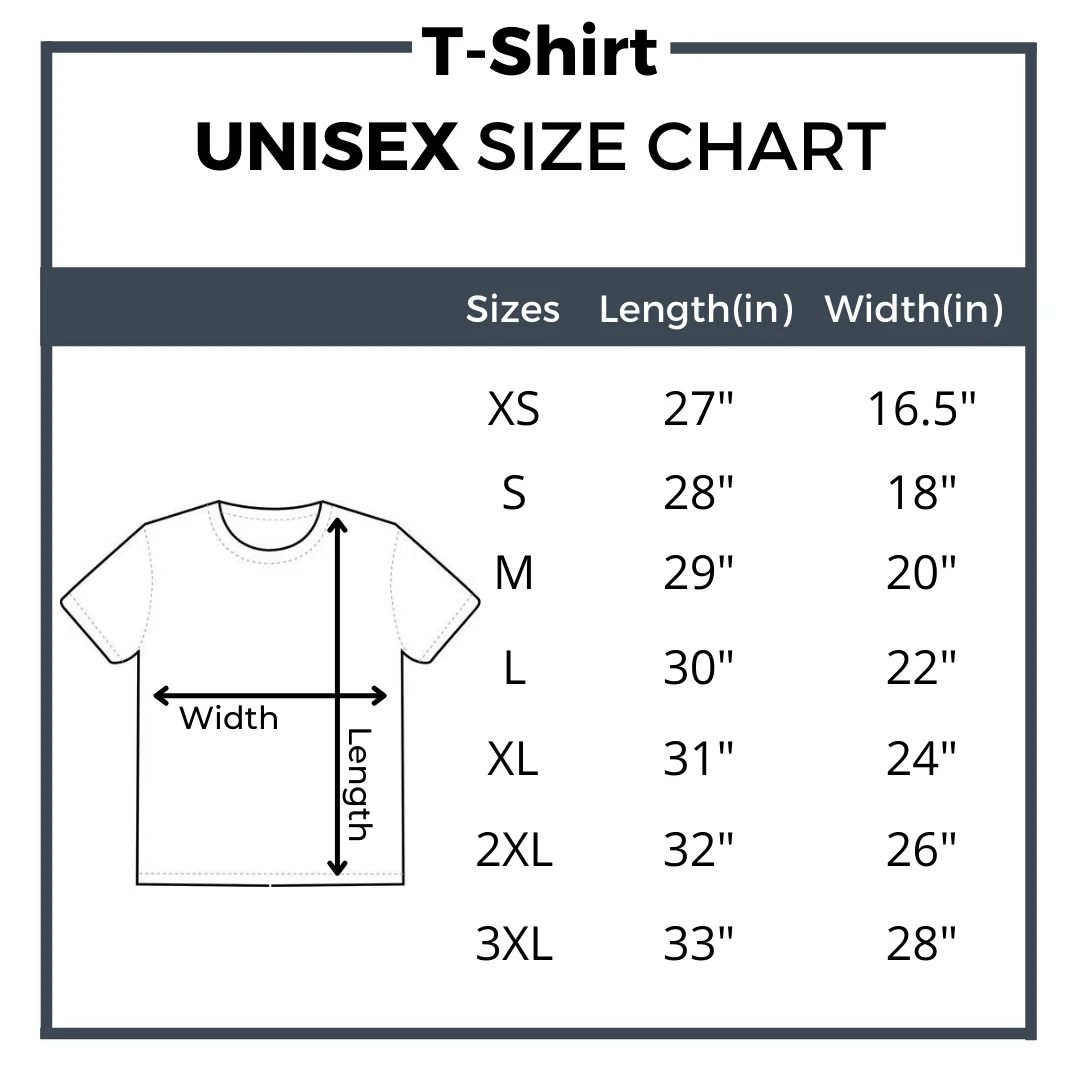 T-Shirt
UNISEX SIZE CHART
Sizes Length(in) Width(in)
XS 27" 16.5"
S 28" 18"
M 29" 20"
L 30" 22"
XL 31" 24"
2XL 32" 26"
3XL 33" 28"
Width
Length